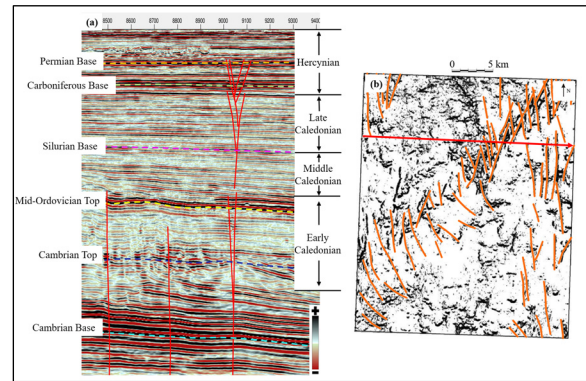 (a)
8500 8600 8700 8800 8900 9000 9100 9200 9300 9400
Permian Base
Carboniferous Base
Silurian Base
Mid-Ordovician Top
Cambrian Top
Cambrian Base
Hercynian
Late
Caledonian
Middle
Caledonian
Early
Caledonian
+
-
0 5 km
(b)
N